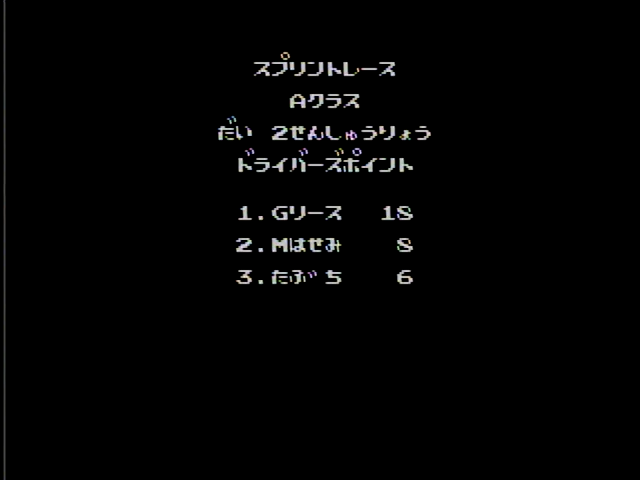 スプリントレース
Aクラス
だい 2せんしゅうりょう
ドライバーズポイント
1.Gリース 18
2.Mはせみ 8
3.たぶち 6